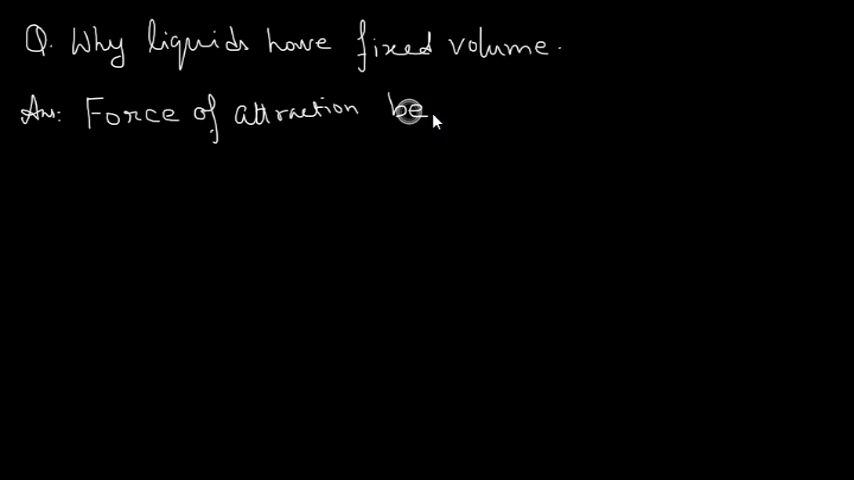 Q. Why liquids have fixed volume.
Ans: Force of attraction be